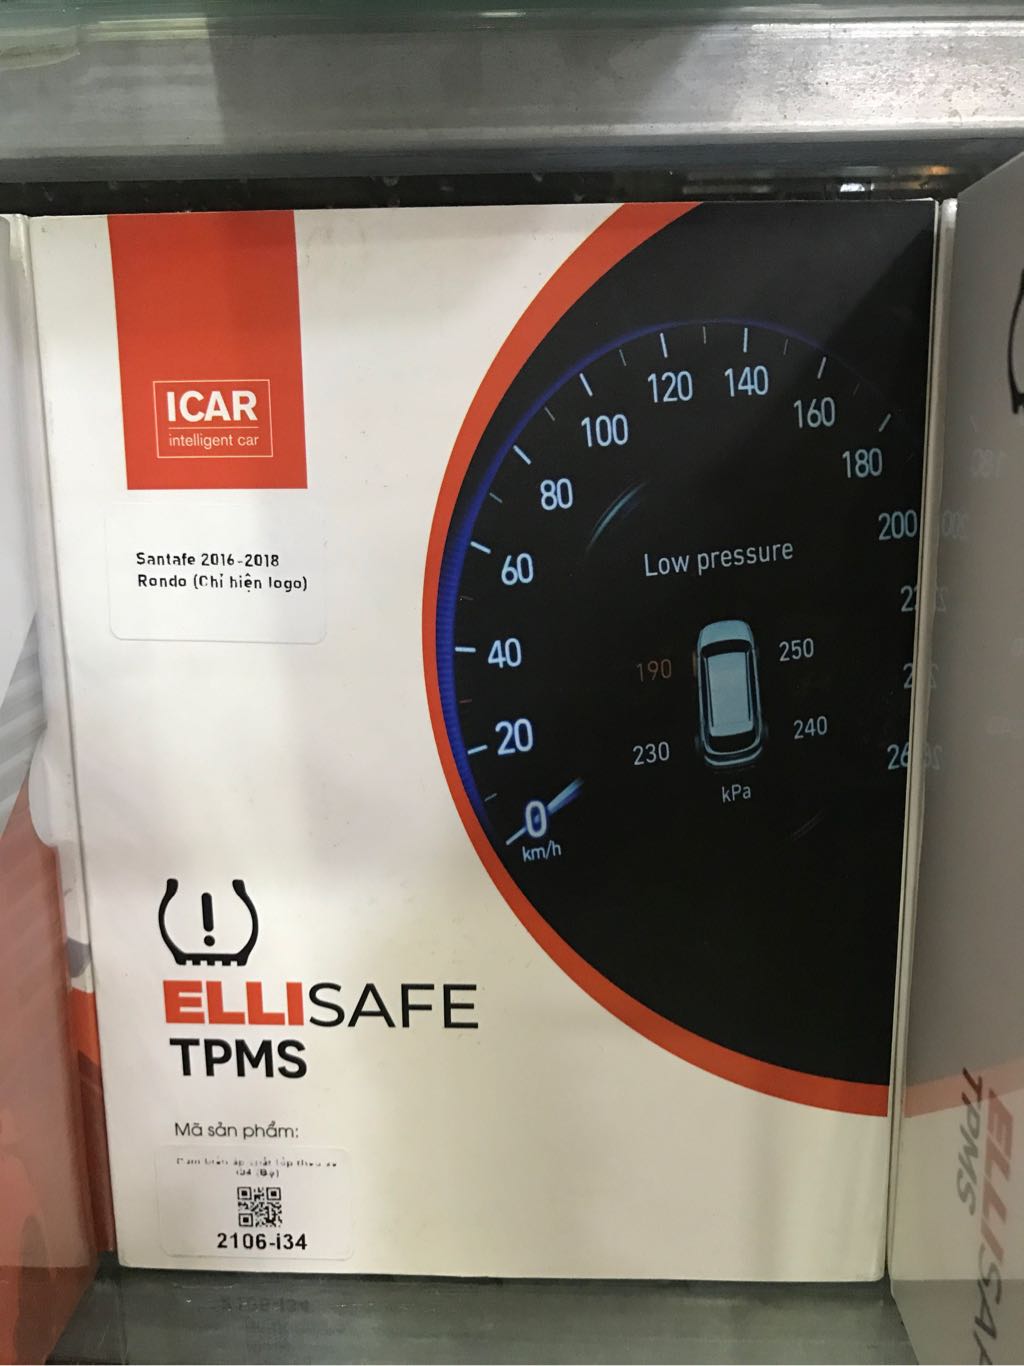 ICAR
intelligent car
Santafe 2016-2018
Rondo (Chỉ hiện logo)
120 140
100 160
80 180
200
60
Low pressure
40
190 250
20
230 240
kPa
0
km/h
ELLISAFE
TPMS
Mã sản phẩm:
2106-i34
TPMS